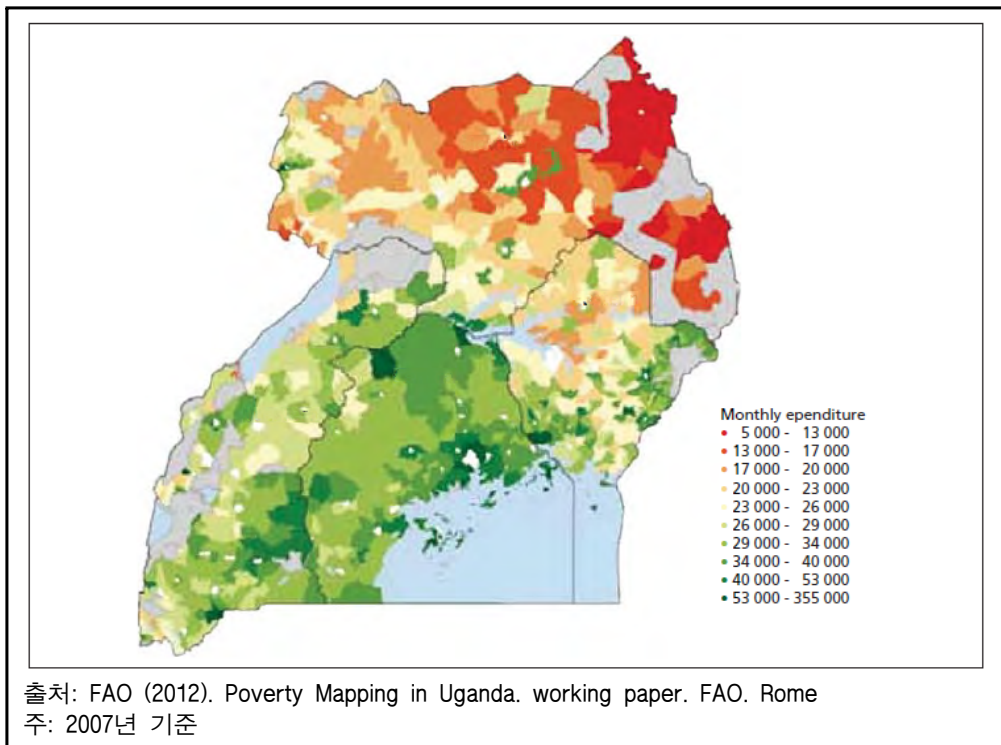 Monthly ependiture
5 000 - 13 000
13 000 - 17 000
17 000 - 20 000
20 000 - 23 000
23 000 - 26 000
26 000 - 29 000
29 000 - 34 000
34 000 - 40 000
40 000 - 53 000
53 000 - 355 000
출처: FAO (2012). Poverty Mapping in Uganda. working paper. FAO. Rome
주: 2007년 기준